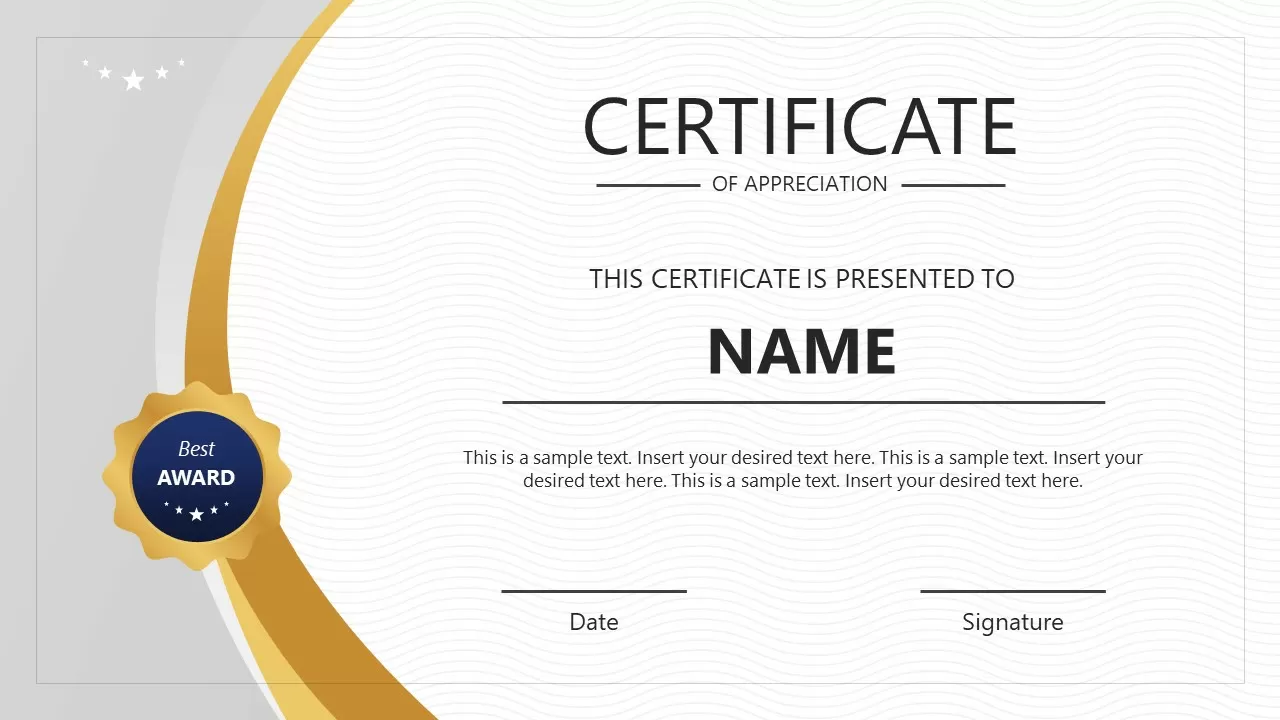 CERTIFICATE
OF APPRECIATION
THIS CERTIFICATE IS PRESENTED TO
NAME
Best
AWARD
This is a sample text. Insert your desired text here. This is a sample text. Insert your
desired text here. This is a sample text. Insert your desired text here.
Date
Signature